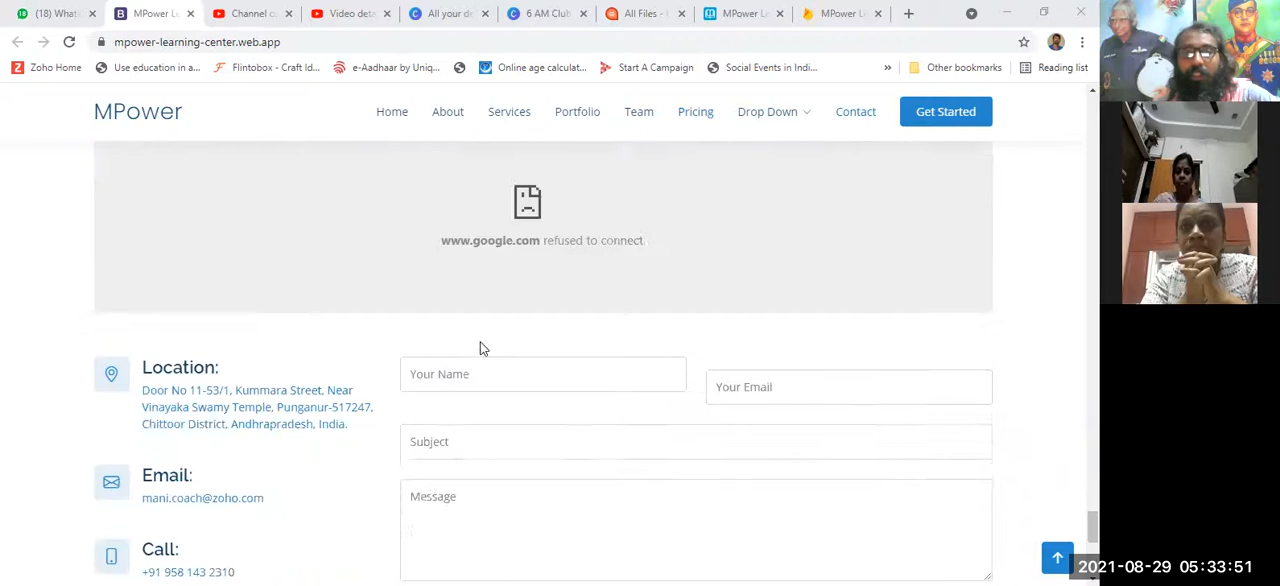 (18) What
MPower Le
Channel c
Video deta
All your de
6 AM Club
All Files -
MPower Le
MPower L
mpower-learning-center.web.app
Zoho Home
Use education in a...
Flintobox - Craft Id...
e-Aadhaar by Uniq...
Online age calculat...
Start A Campaign
Social Events in Indi...
»
Other bookmarks
Reading list
MPower
Home
About
Services
Portfolio
Team
Pricing
Drop Down
Contact
Get Started
www.google.com refused to connect.
Location:
Door No 11-53/1, Kummara Street, Near
Vinayaka Swamy Temple, Punganur-517247,
Chittoor District, Andhrapradesh, India.
Your Name
Your Email
Subject
Email:
mani.coach@zoho.com
Message
Call:
+91 958 143 2310
2021-08-29 05:33:51